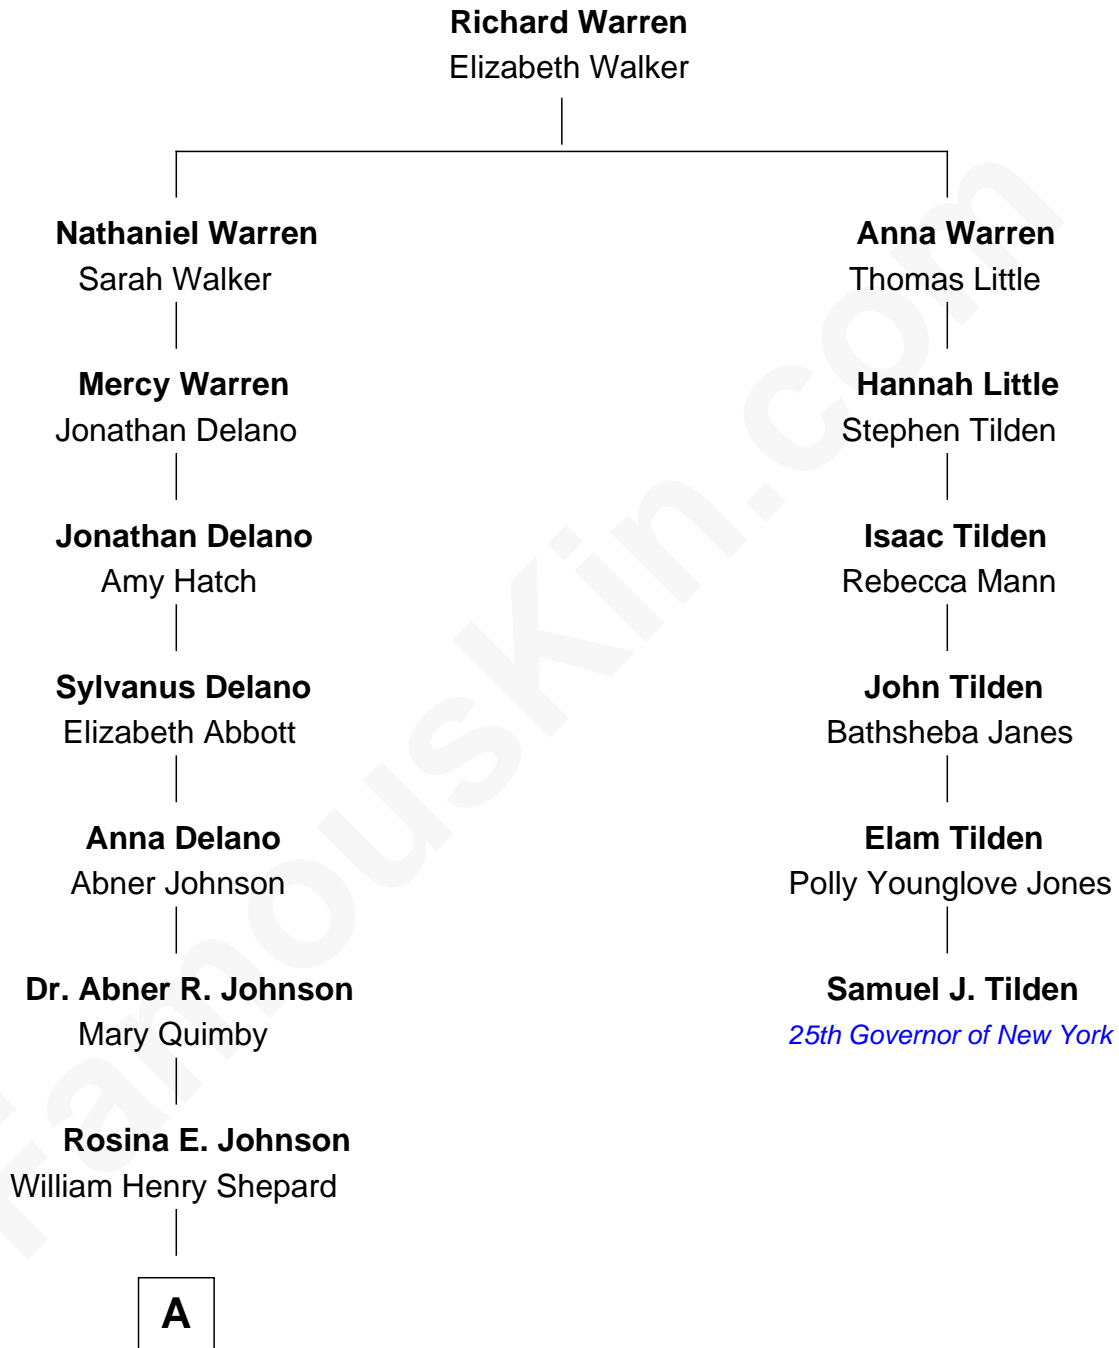 Richard Warren
Elizabeth Walker
Nathaniel Warren
Sarah Walker
Anna Warren
Thomas Little
Mercy Warren
Jonathan Delano
Hannah Little
Stephen Tilden
Jonathan Delano
Amy Hatch
Isaac Tilden
Rebecca Mann
Sylvanus Delano
Elizabeth Abbott
John Tilden
Bathsheba Janes
Anna Delano
Abner Johnson
Elam Tilden
Polly Younglove Jones
Dr. Abner R. Johnson
Mary Quimby
Samuel J. Tilden
25th Governor of New York
Rosina E. Johnson
William Henry Shepard
A
FamousKin.com